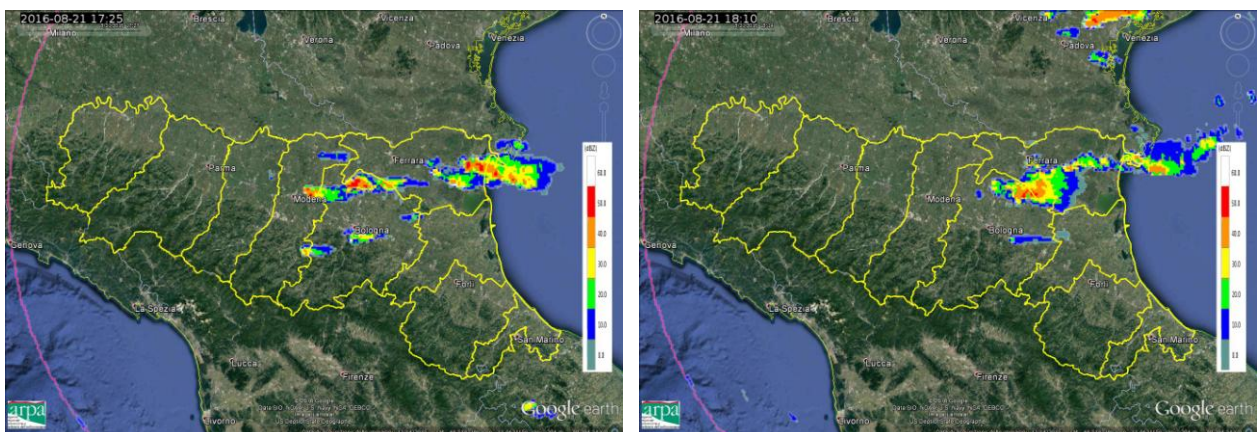 2016-08-21 17:25
Milano
Brescia
Verona
Vicenza
Padova
Venezia
Parma
Ferrara
Modena
Bologna
Genova
La Spezia
Forlì
San Marino
Lucca
Firenze
Livorno
(dBZ)
60.0
50.0
40.0
30.0
20.0
10.0
0.0
arpa
Google earth
2016-08-21 18:10
Milano
Brescia
Verona
Vicenza
Padova
Venezia
Parma
Ferrara
Modena
Bologna
Genova
La Spezia
Forlì
San Marino
Lucca
Firenze
Livorno
(dBZ)
60.0
50.0
40.0
30.0
20.0
10.0
0.0
arpa
Google earth